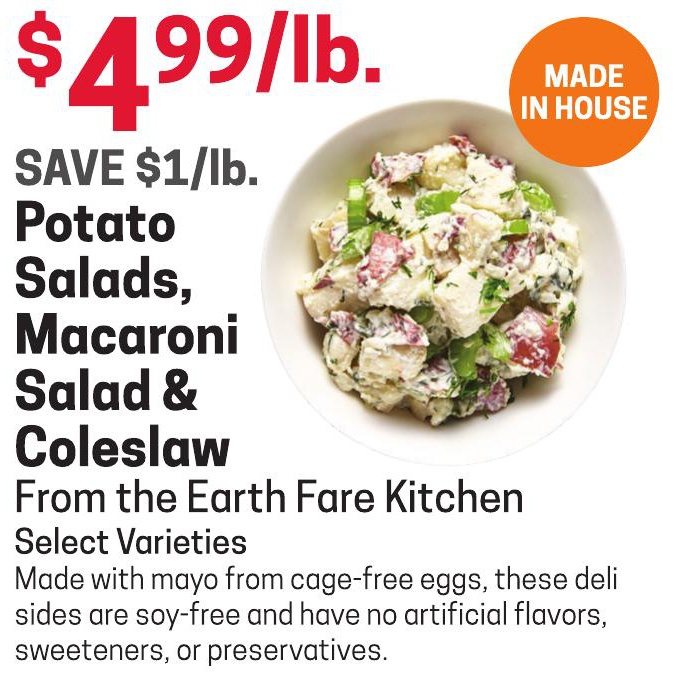 $4.99/lb.
MADE
IN HOUSE
SAVE $1/lb.
Potato
Salads,
Macaroni
Salad &
Coleslaw
From the Earth Fare Kitchen
Select Varieties
Made with mayo from cage-free eggs, these deli
sides are soy-free and have no artificial flavors,
sweeteners, or preservatives.